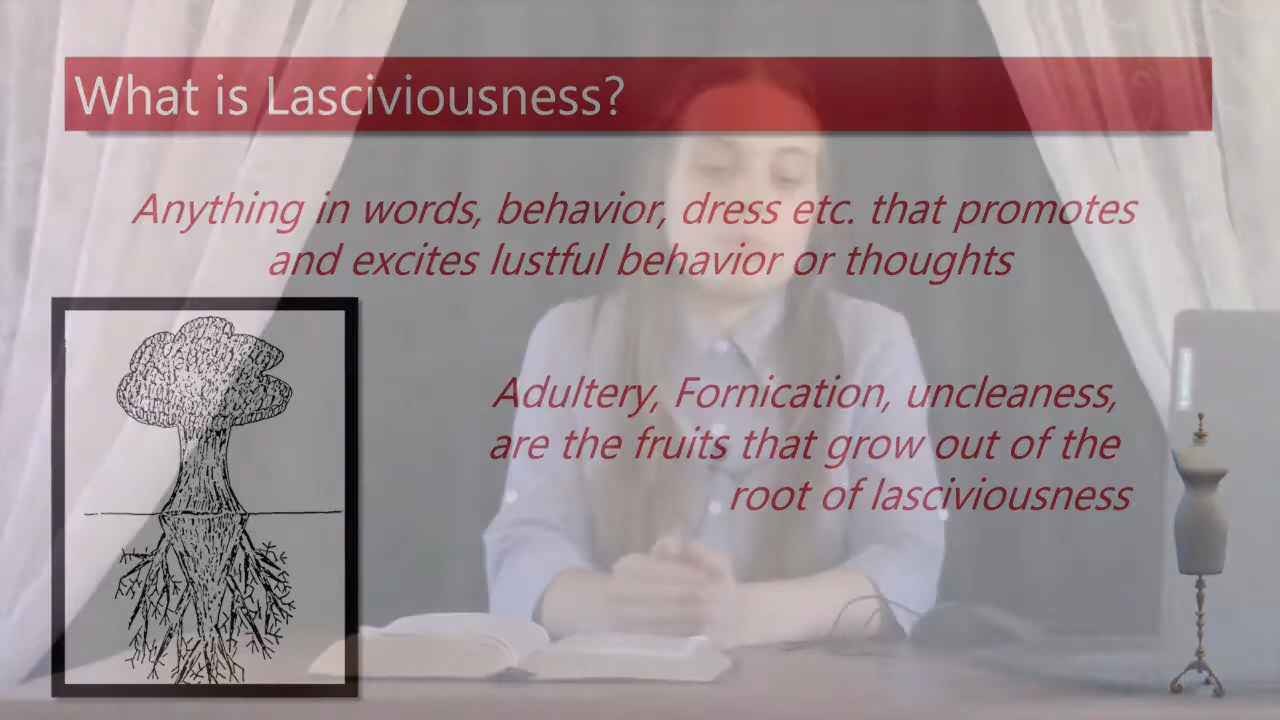 What is Lasciviousness?
Anything in words, behavior, dress etc. that promotes
and excites lustful behavior or thoughts
Adultery, Fornication, uncleaness,
are the fruits that grow out of the
root of lasciviousness